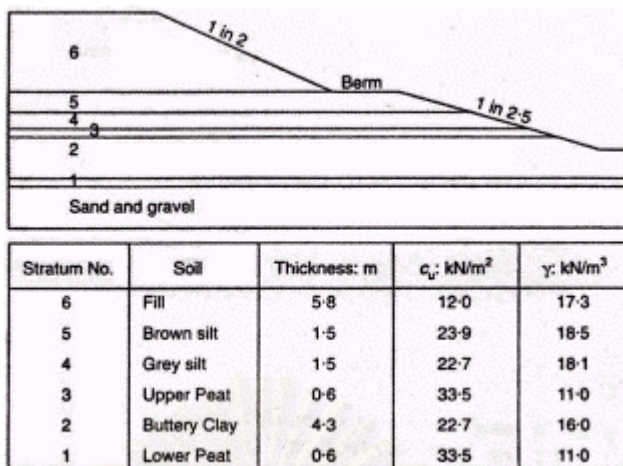 1 in 2
6
Berm
5
1 in 2·5
4
3
2
1
Sand and gravel
Stratum No. Soil Thickness: m cᵤ: kN/m² γ: kN/m³
6 Fill 5·8 12·0 17·3
5 Brown silt 1·5 23·9 18·5
4 Grey silt 1·5 22·7 18·1
3 Upper Peat 0·6 33·5 11·0
2 Buttery Clay 4·3 22·7 16·0
1 Lower Peat 0·6 33·5 11·0